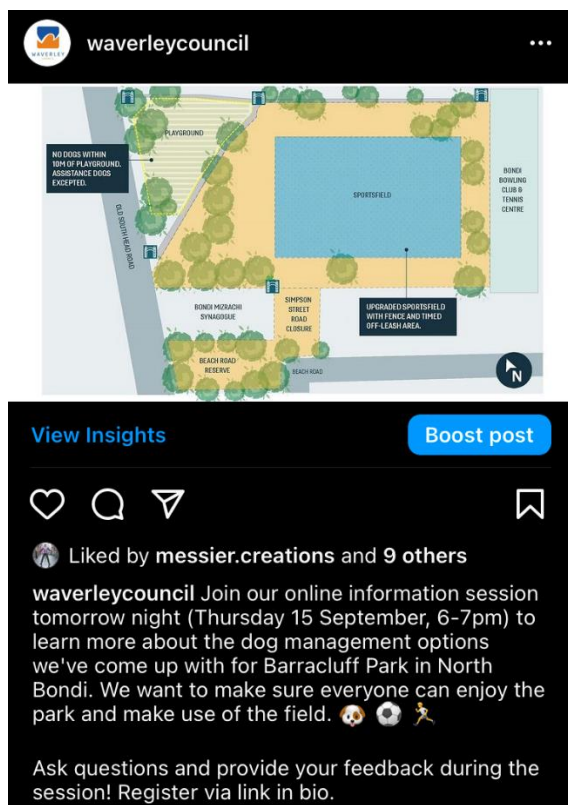 WAVERLEY
waverleycouncil
PLAYGROUND
NO DOGS WITHIN
10M OF PLAYGROUND.
ASSISTANCE DOGS
EXCEPTED.
OLD SOUTH HEAD ROAD
SPORTSFIELD
BONDI
BOWLING
CLUB &
TENNIS
CENTRE
BONDI MIZRACHI
SYNAGOGUE
SIMPSON
STREET
ROAD
CLOSURE
UPGRADED SPORTSFIELD
WITH FENCE AND TIMED
OFF-LEASH AREA.
BEACH ROAD
RESERVE
BEACH ROAD
N
View Insights
Boost post
Liked by messier.creations and 9 others
waverleycouncil Join our online information session
tomorrow night (Thursday 15 September, 6-7pm) to
learn more about the dog management options
we've come up with for Barracluff Park in North
Bondi. We want to make sure everyone can enjoy the
park and make use of the field. 🐶 ⚽ 🏃
Ask questions and provide your feedback during the
session! Register via link in bio.